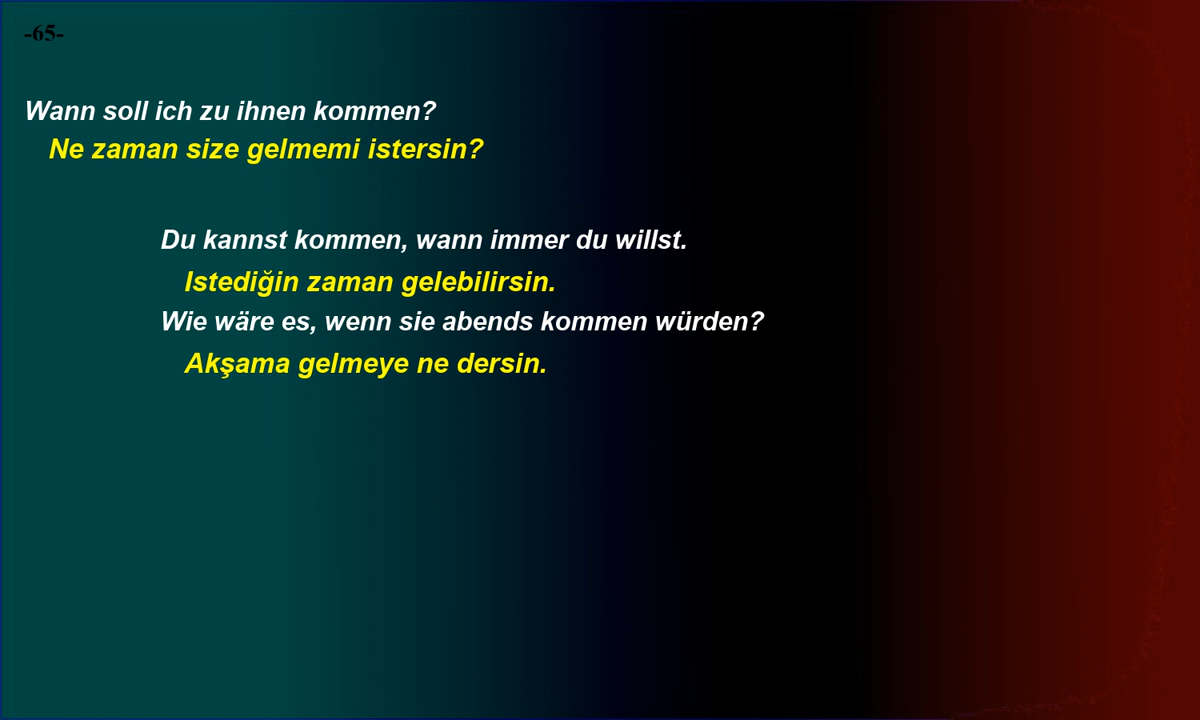 -65-
Wann soll ich zu ihnen kommen?
Ne zaman size gelmemi istersin?
Du kannst kommen, wann immer du willst.
Istediğin zaman gelebilirsin.
Wie wäre es, wenn sie abends kommen würden?
Akşama gelmeye ne dersin.